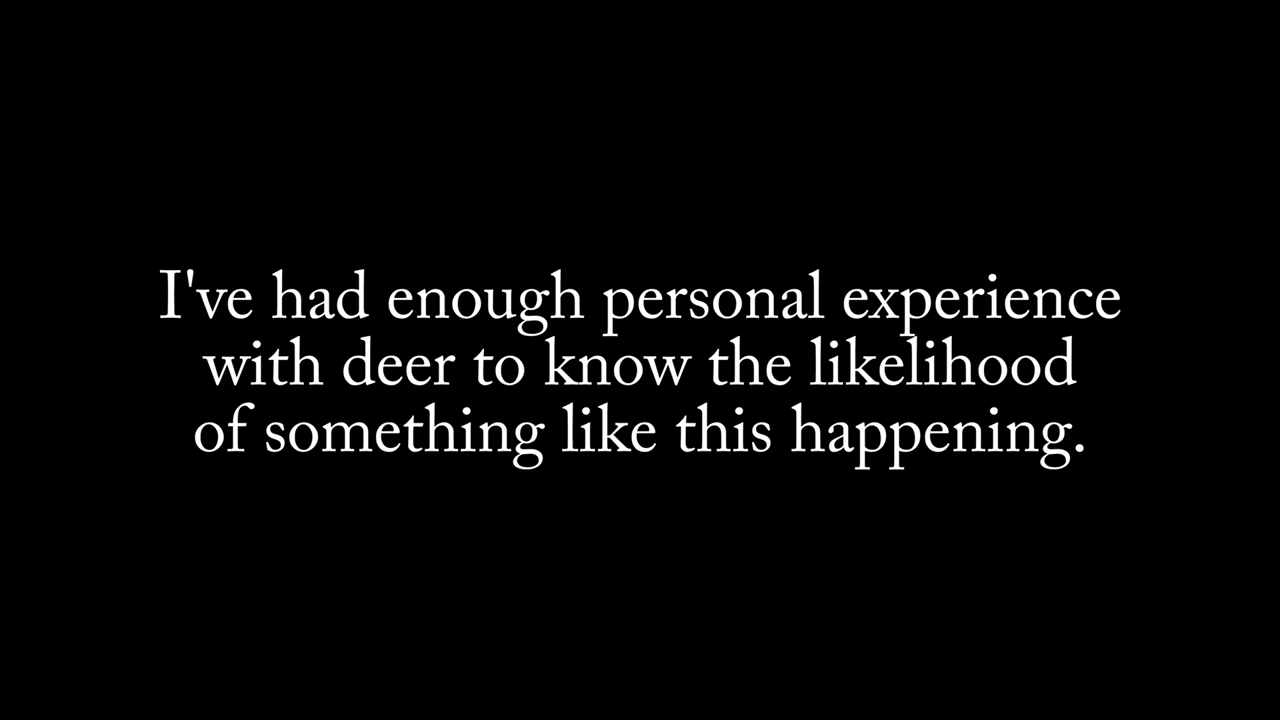 I've had enough personal experience
with deer to know the likelihood
of something like this happening.